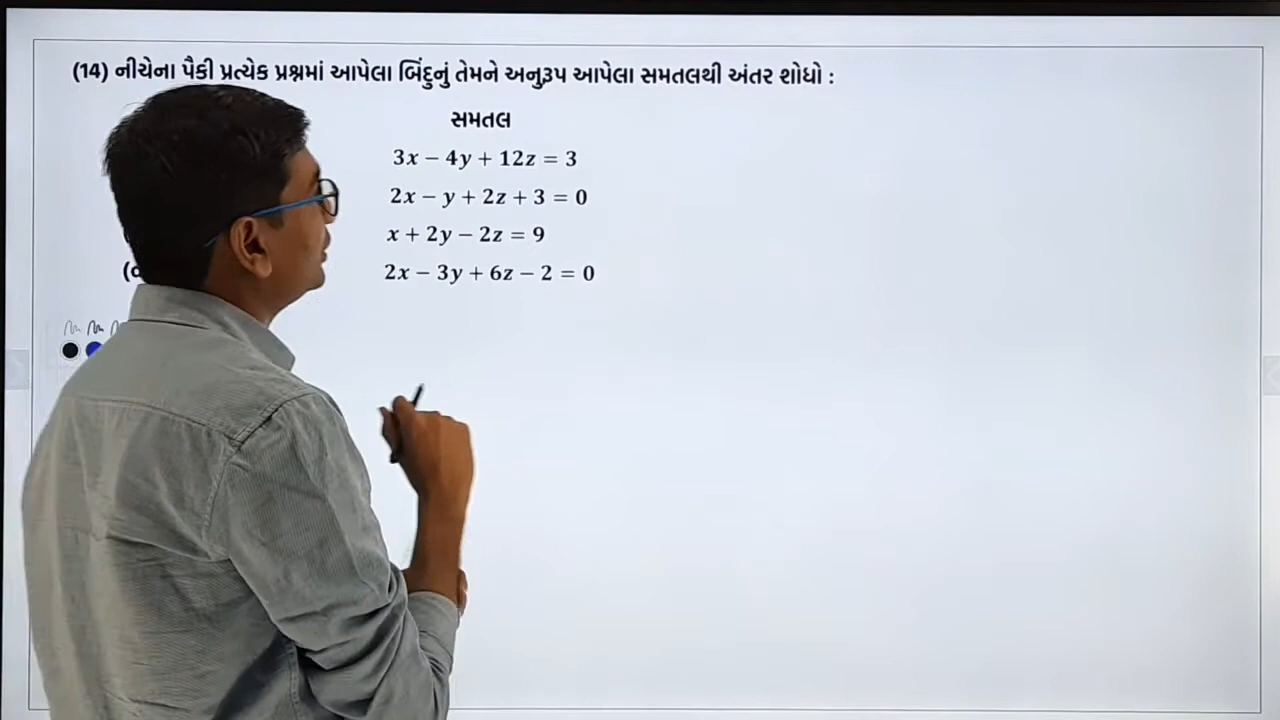 (14) નીચેના પૈકી પ્રત્યેક પ્રશ્નમાં આપેલા બિંદુનું તેમને અનુરૂપ આપેલા સમતલથી અંતર શોધો :
સમતલ
3x − 4y + 12z = 3
2x − y + 2z + 3 = 0
x + 2y − 2z = 9
2x − 3y + 6z − 2 = 0